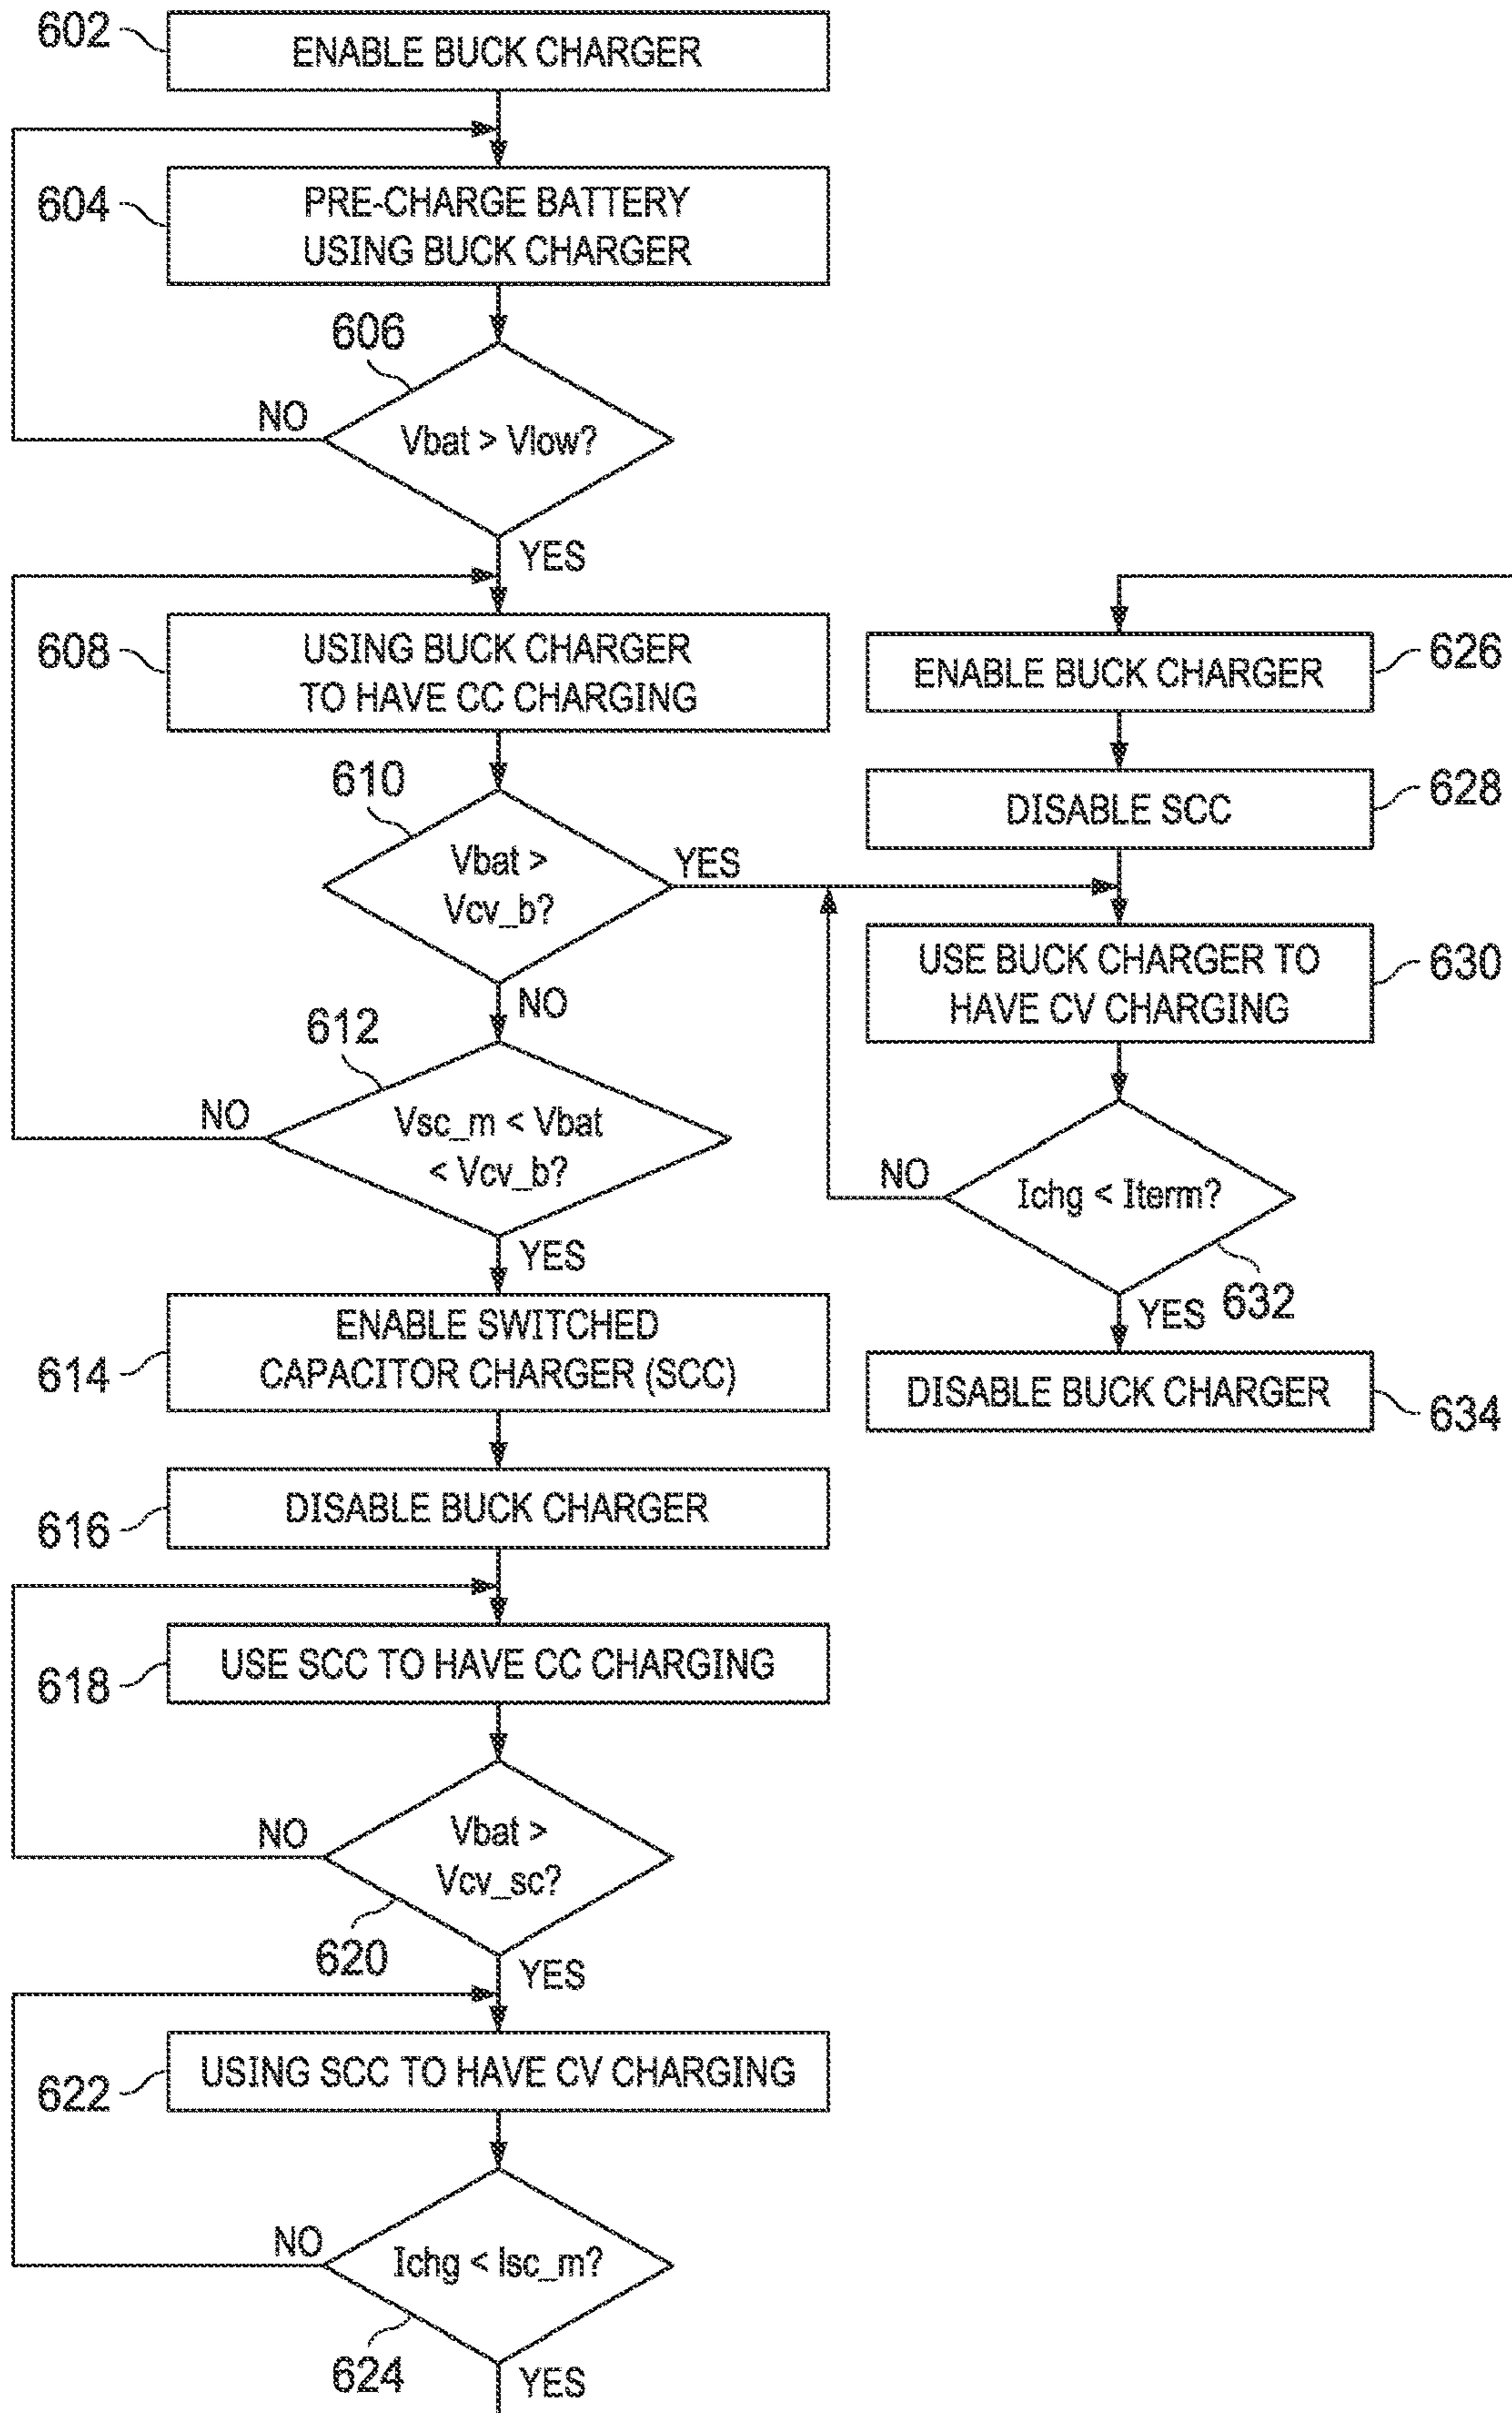 602
ENABLE BUCK CHARGER
604
PRE-CHARGE BATTERY
USING BUCK CHARGER
606
NO
Vbat > Vlow?
YES
608
USING BUCK CHARGER
TO HAVE CC CHARGING
610
Vbat >
Vcv_b?
YES
NO
612
NO
Vsc_m < Vbat
< Vcv_b?
YES
614
ENABLE SWITCHED
CAPACITOR CHARGER (SCC)
616
DISABLE BUCK CHARGER
618
USE SCC TO HAVE CC CHARGING
NO
Vbat >
Vcv_sc?
620
YES
622
USING SCC TO HAVE CV CHARGING
NO
Ichg < Isc_m?
624
YES
ENABLE BUCK CHARGER
626
DISABLE SCC
628
USE BUCK CHARGER TO
HAVE CV CHARGING
630
NO
Ichg < Iterm?
632
YES
DISABLE BUCK CHARGER
634